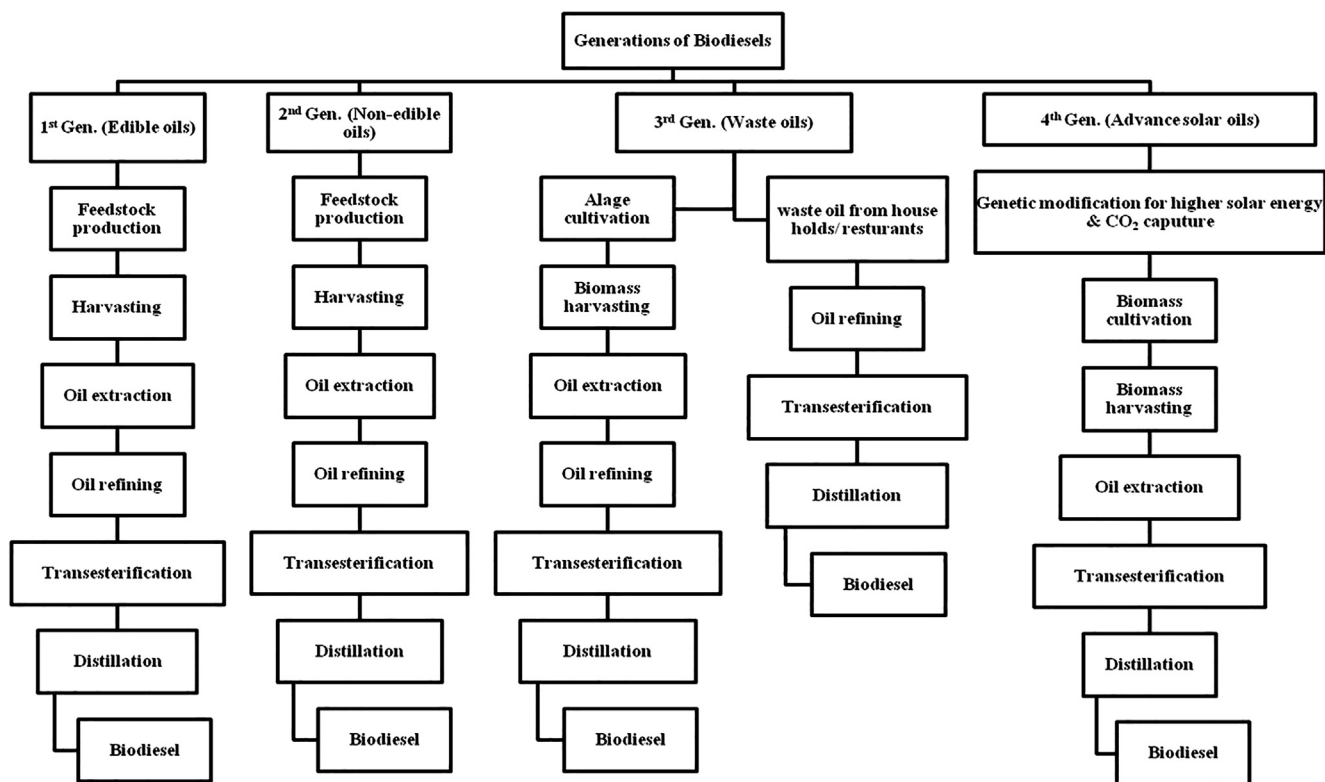 Generations of Biodiesels
1st Gen. (Edible oils)
2nd Gen. (Non-edible
oils)
3rd Gen. (Waste oils)
4th Gen. (Advance solar oils)
Feedstock
production
Harvasting
Oil extraction
Oil refining
Transesterification
Distillation
Biodiesel
Feedstock
production
Harvasting
Oil extraction
Oil refining
Transesterification
Distillation
Biodiesel
Alage
cultivation
Biomass
harvasting
Oil extraction
Oil refining
Transesterification
Distillation
Biodiesel
waste oil from house
holds/ resturants
Oil refining
Transesterification
Distillation
Biodiesel
Genetic modification for higher solar energy
& CO₂ caputure
Biomass
cultivation
Biomass
harvasting
Oil extraction
Transesterification
Distillation
Biodiesel